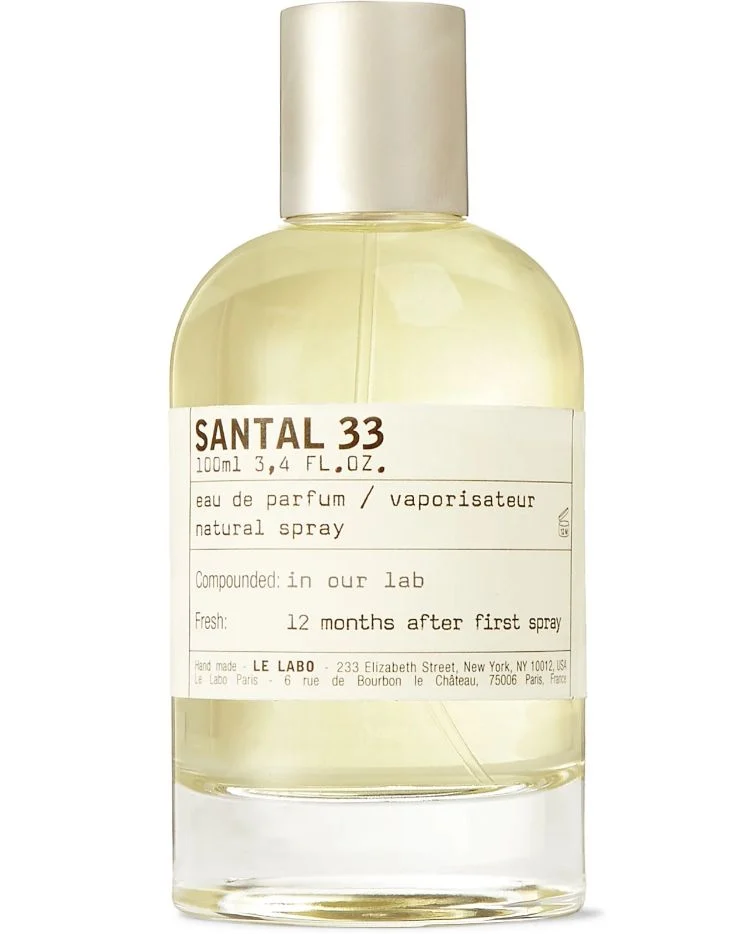 SANTAL 33
100ml 3,4 FL.OZ.
eau de parfum / vaporisateur
natural spray
Compounded: in our lab
Fresh: 12 months after first spray
Hand made - LE LABO - 233 Elizabeth Street, New York, NY 10012, USA
Le Labo Paris - 6 rue de Bourbon le Château, 75006 Paris, France